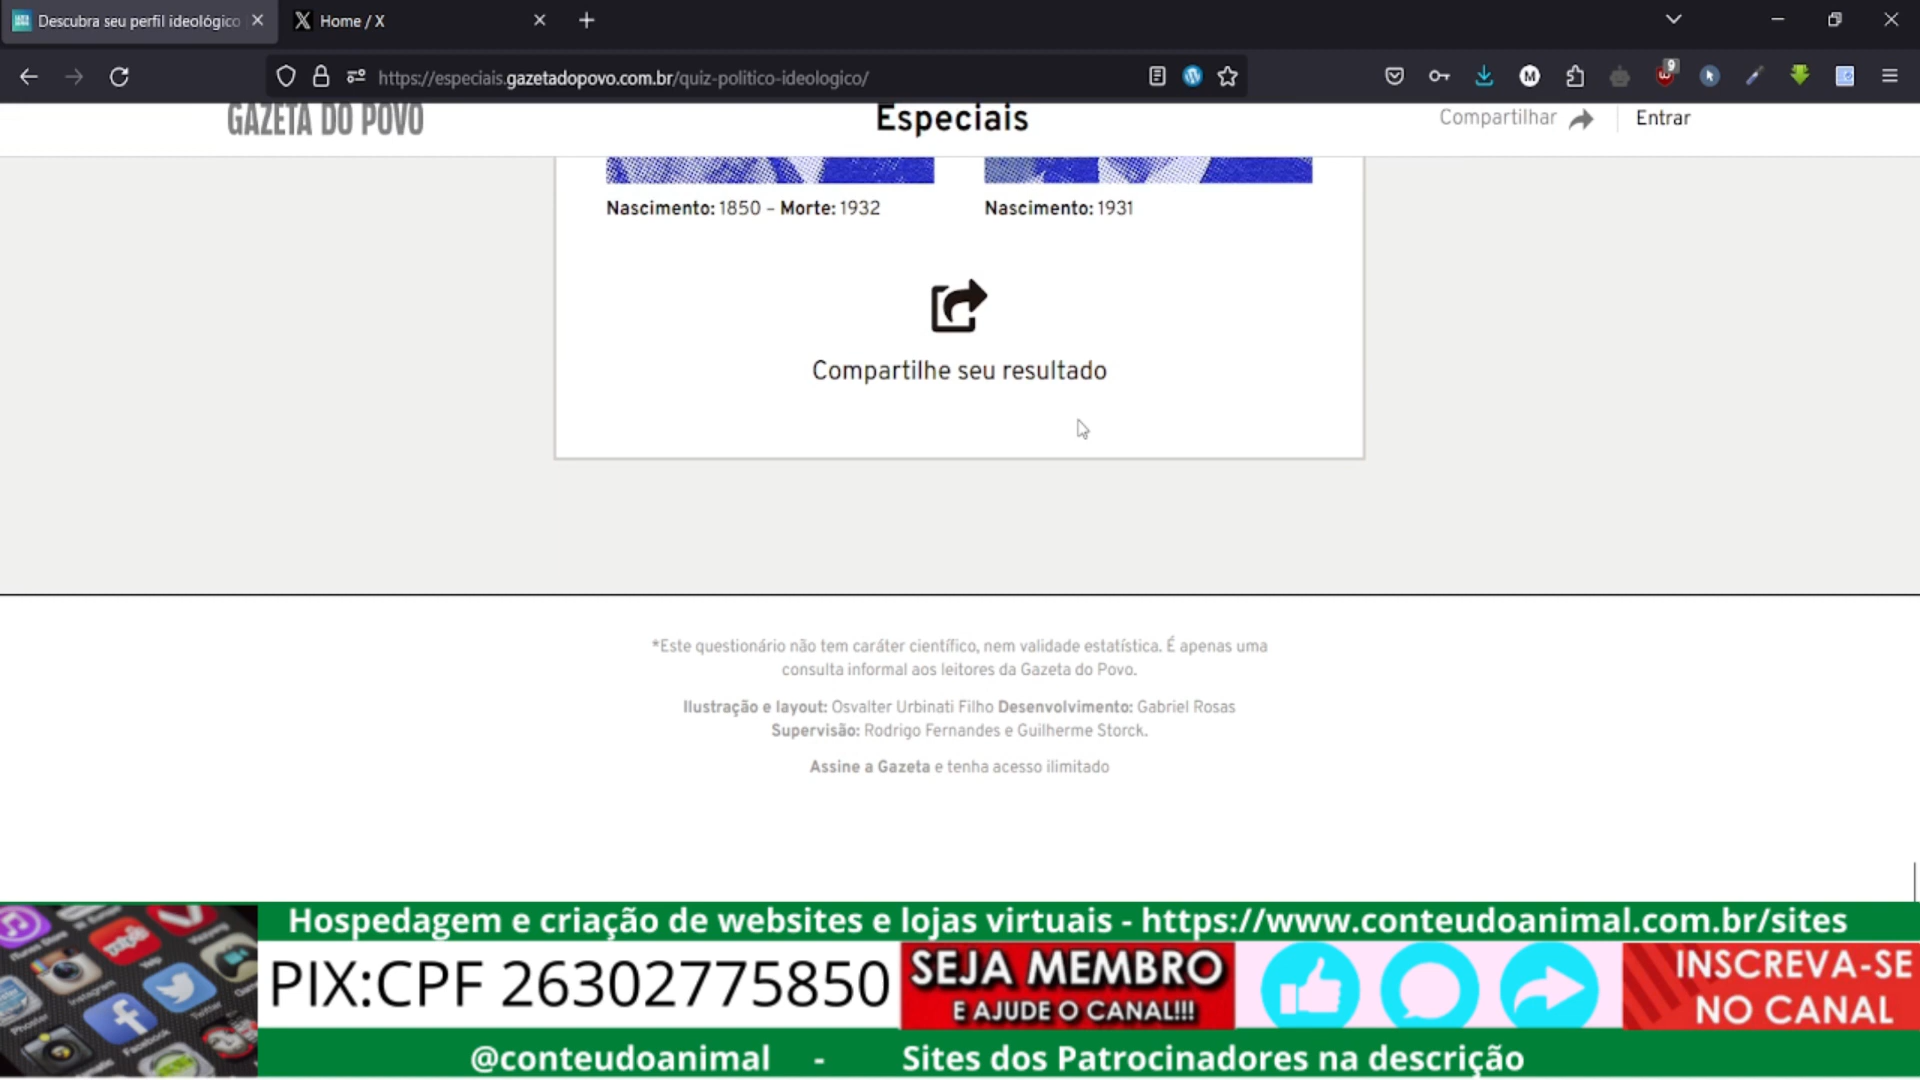 Descubra seu perfil ideológico
Home / X
https://especiais.gazetadopovo.com.br/quiz-politico-ideologico/
9
GAZETA DO POVO
Especiais
Compartilhar
Entrar
Nascimento: 1850 – Morte: 1932
Nascimento: 1931
Compartilhe seu resultado
*Este questionário não tem caráter científico, nem validade estatística. É apenas uma
consulta informal aos leitores da Gazeta do Povo.
Ilustração e layout: Osvalter Urbinati Filho Desenvolvimento: Gabriel Rosas
Supervisão: Rodrigo Fernandes e Guilherme Storck.
Assine a Gazeta e tenha acesso ilimitado
Hospedagem e criação de websites e lojas virtuais - https://www.conteudoanimal.com.br/sites
PIX:CPF 26302775850
SEJA MEMBRO
E AJUDE O CANAL!!!
INSCREVA-SE
NO CANAL
@conteudoanimal - Sites dos Patrocinadores na descrição